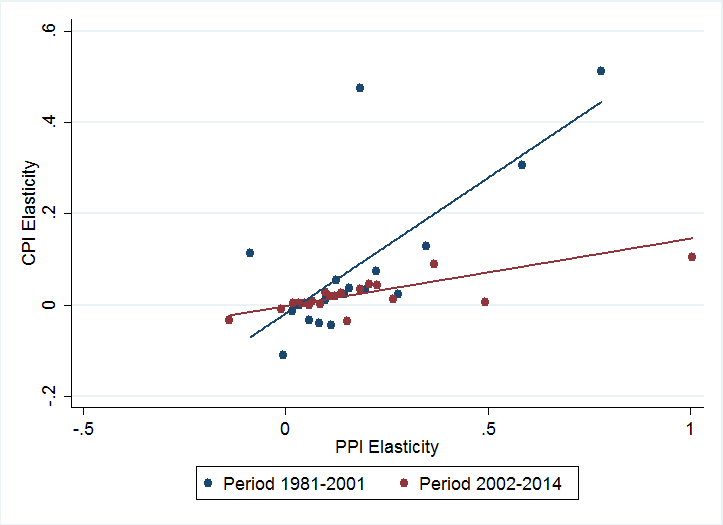 .6
.4
.2
0
-.2
CPI Elasticity
-.5
0
.5
1
PPI Elasticity
Period 1981-2001
Period 2002-2014